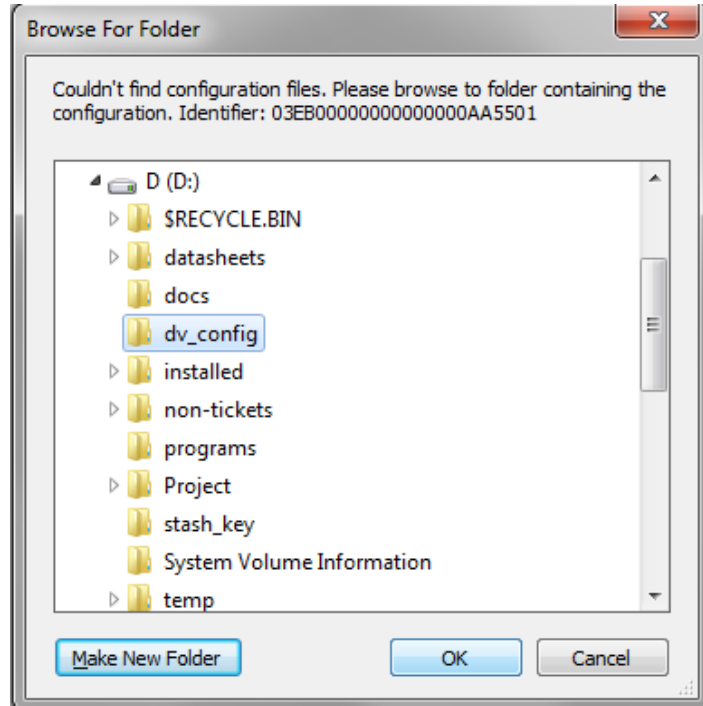 Browse For Folder
Couldn't find configuration files. Please browse to folder containing the
configuration. Identifier: 03EB00000000000000AA5501
D (D:)
$RECYCLE.BIN
datasheets
docs
dv_config
installed
non-tickets
programs
Project
stash_key
System Volume Information
temp
Make New Folder
OK
Cancel